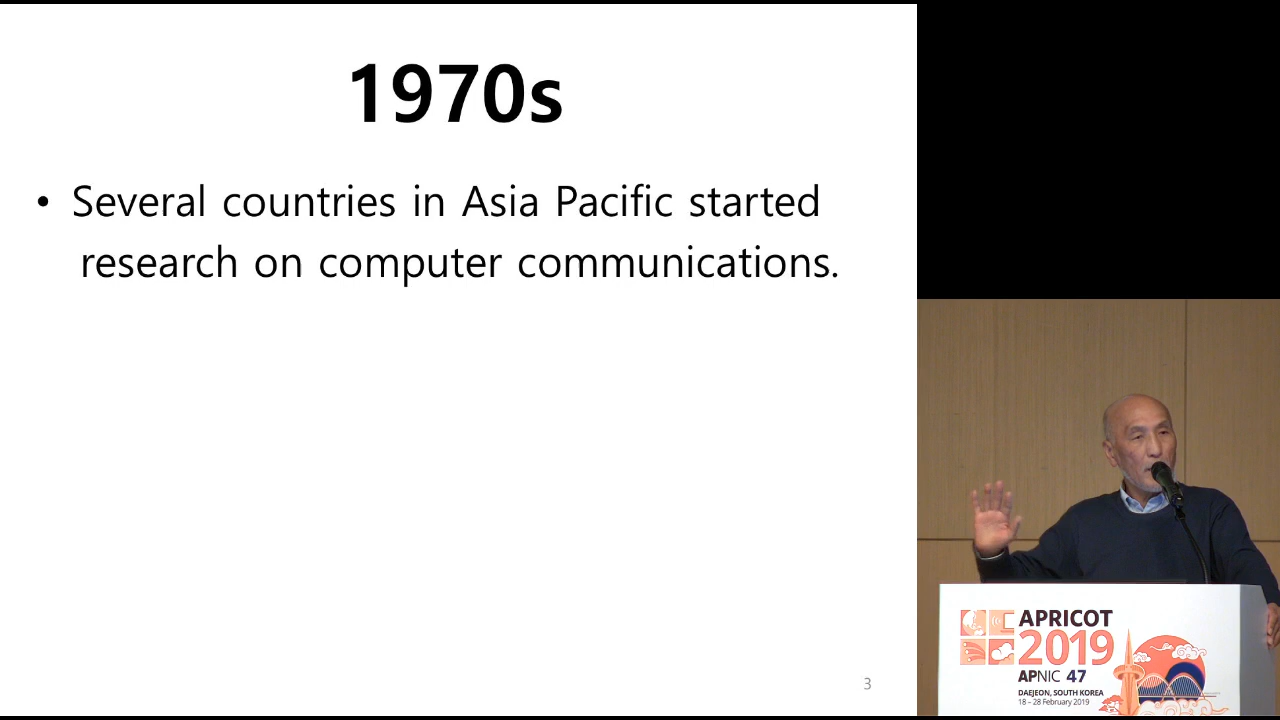 1970s
• Several countries in Asia Pacific started
research on computer communications.
3
APRICOT
2019
APNIC 47
DAEJEON, SOUTH KOREA
18 – 28 February 2019